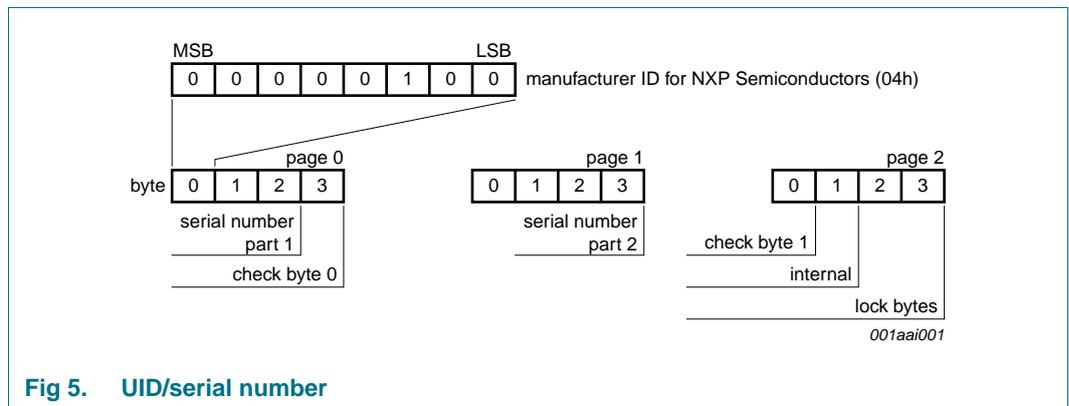 MSB LSB
0 0 0 0 0 1 0 0 manufacturer ID for NXP Semiconductors (04h)
page 0 page 1 page 2
byte 0 1 2 3 0 1 2 3 0 1 2 3
serial number serial number
part 1 part 2 check byte 1
check byte 0 internal
lock bytes
001aai001
Fig 5. UID/serial number